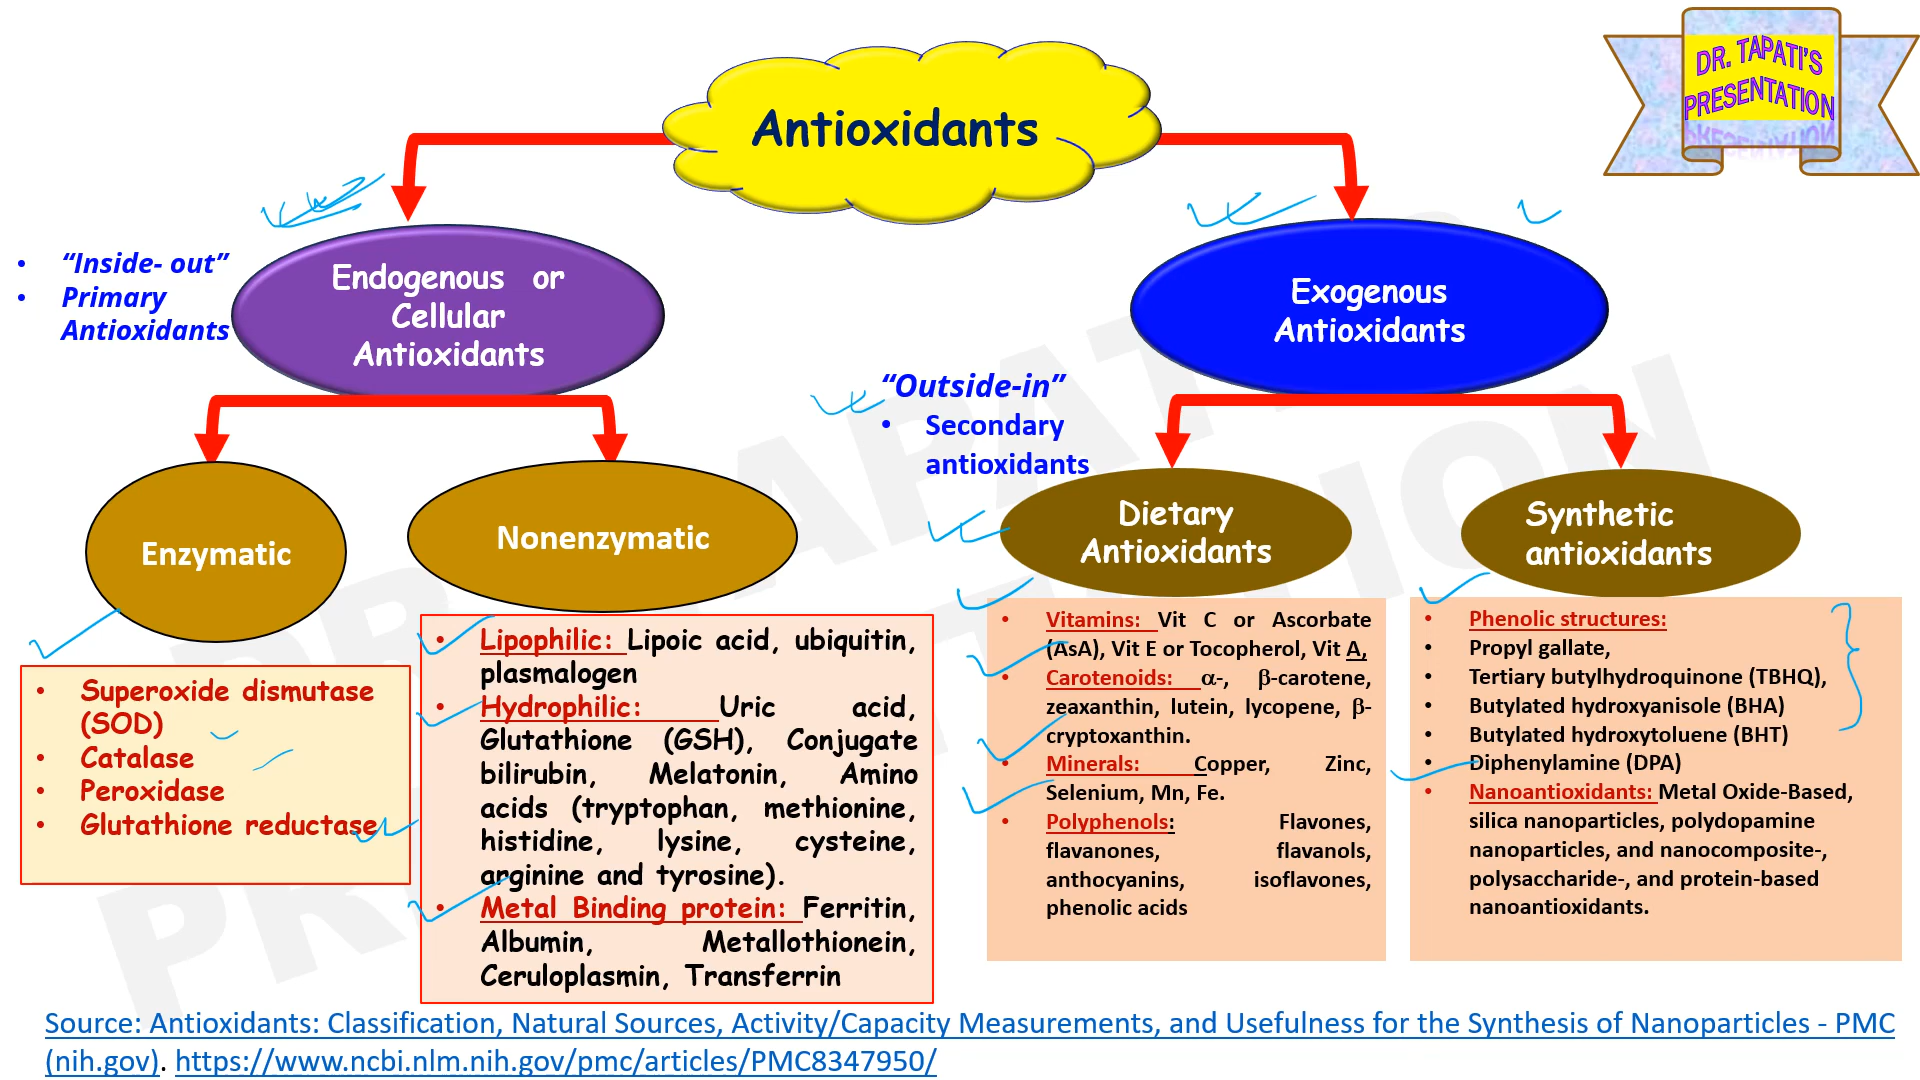 DR. TAPATI'S
PRESENTATION
Antioxidants
• “Inside- out”
• Primary
Antioxidants
Endogenous or
Cellular
Antioxidants
Exogenous
Antioxidants
“Outside-in”
• Secondary
antioxidants
Enzymatic
Nonenzymatic
Dietary
Antioxidants
Synthetic
antioxidants
• Superoxide dismutase
(SOD)
• Catalase
• Peroxidase
• Glutathione reductase
• Lipophilic: Lipoic acid, ubiquitin,
plasmalogen
• Hydrophilic: Uric acid,
Glutathione (GSH), Conjugate
bilirubin, Melatonin, Amino
acids (tryptophan, methionine,
histidine, lysine, cysteine,
arginine and tyrosine).
• Metal Binding protein: Ferritin,
Albumin, Metallothionein,
Ceruloplasmin, Transferrin
• Vitamins: Vit C or Ascorbate
(AsA), Vit E or Tocopherol, Vit A,
• Carotenoids: α-, β-carotene,
zeaxanthin, lutein, lycopene, β-
cryptoxanthin.
• Minerals: Copper, Zinc,
Selenium, Mn, Fe.
• Polyphenols: Flavones,
flavanones, flavanols,
anthocyanins, isoflavones,
phenolic acids
• Phenolic structures:
• Propyl gallate,
• Tertiary butylhydroquinone (TBHQ),
• Butylated hydroxyanisole (BHA)
• Butylated hydroxytoluene (BHT)
• Diphenylamine (DPA)
• Nanoantioxidants: Metal Oxide-Based,
silica nanoparticles, polydopamine
nanoparticles, and nanocomposite-,
polysaccharide-, and protein-based
nanoantioxidants.
Source: Antioxidants: Classification, Natural Sources, Activity/Capacity Measurements, and Usefulness for the Synthesis of Nanoparticles - PMC
(nih.gov). https://www.ncbi.nlm.nih.gov/pmc/articles/PMC8347950/